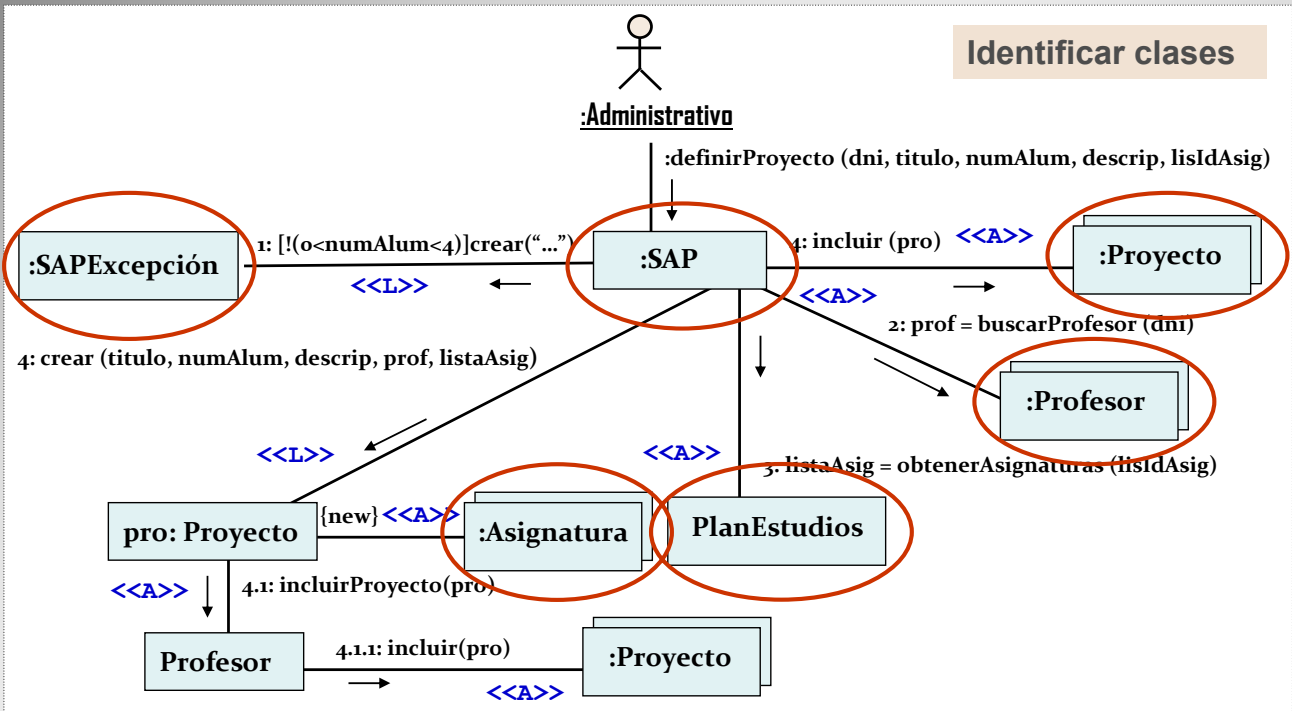 Identificar clases
:Administrativo
:definirProyecto (dni, titulo, numAlum, descrip, lisIdAsig)
:SAPExcepción
1: [!(0<numAlum<4)]crear("...")
<<L>>
:SAP
4: incluir (pro) <<A>>
:Proyecto
<<A>>
2: prof = buscarProfesor (dni)
4: crear (titulo, numAlum, descrip, prof, listaAsig)
:Profesor
<<L>>
<<A>>
3: listaAsig = obtenerAsignaturas (lisIdAsig)
pro: Proyecto
{new} <<A>>
:Asignatura
PlanEstudios
<<A>>
4.1: incluirProyecto(pro)
Profesor
4.1.1: incluir(pro)
:Proyecto
<<A>>